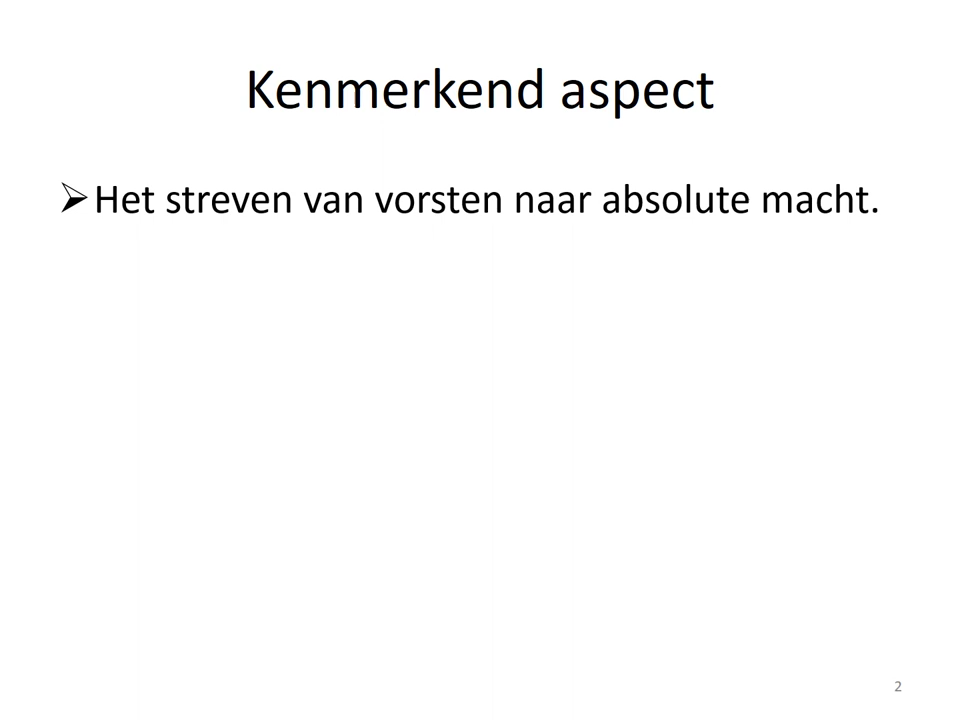 Kenmerkend aspect
➢ Het streven van vorsten naar absolute macht.
2